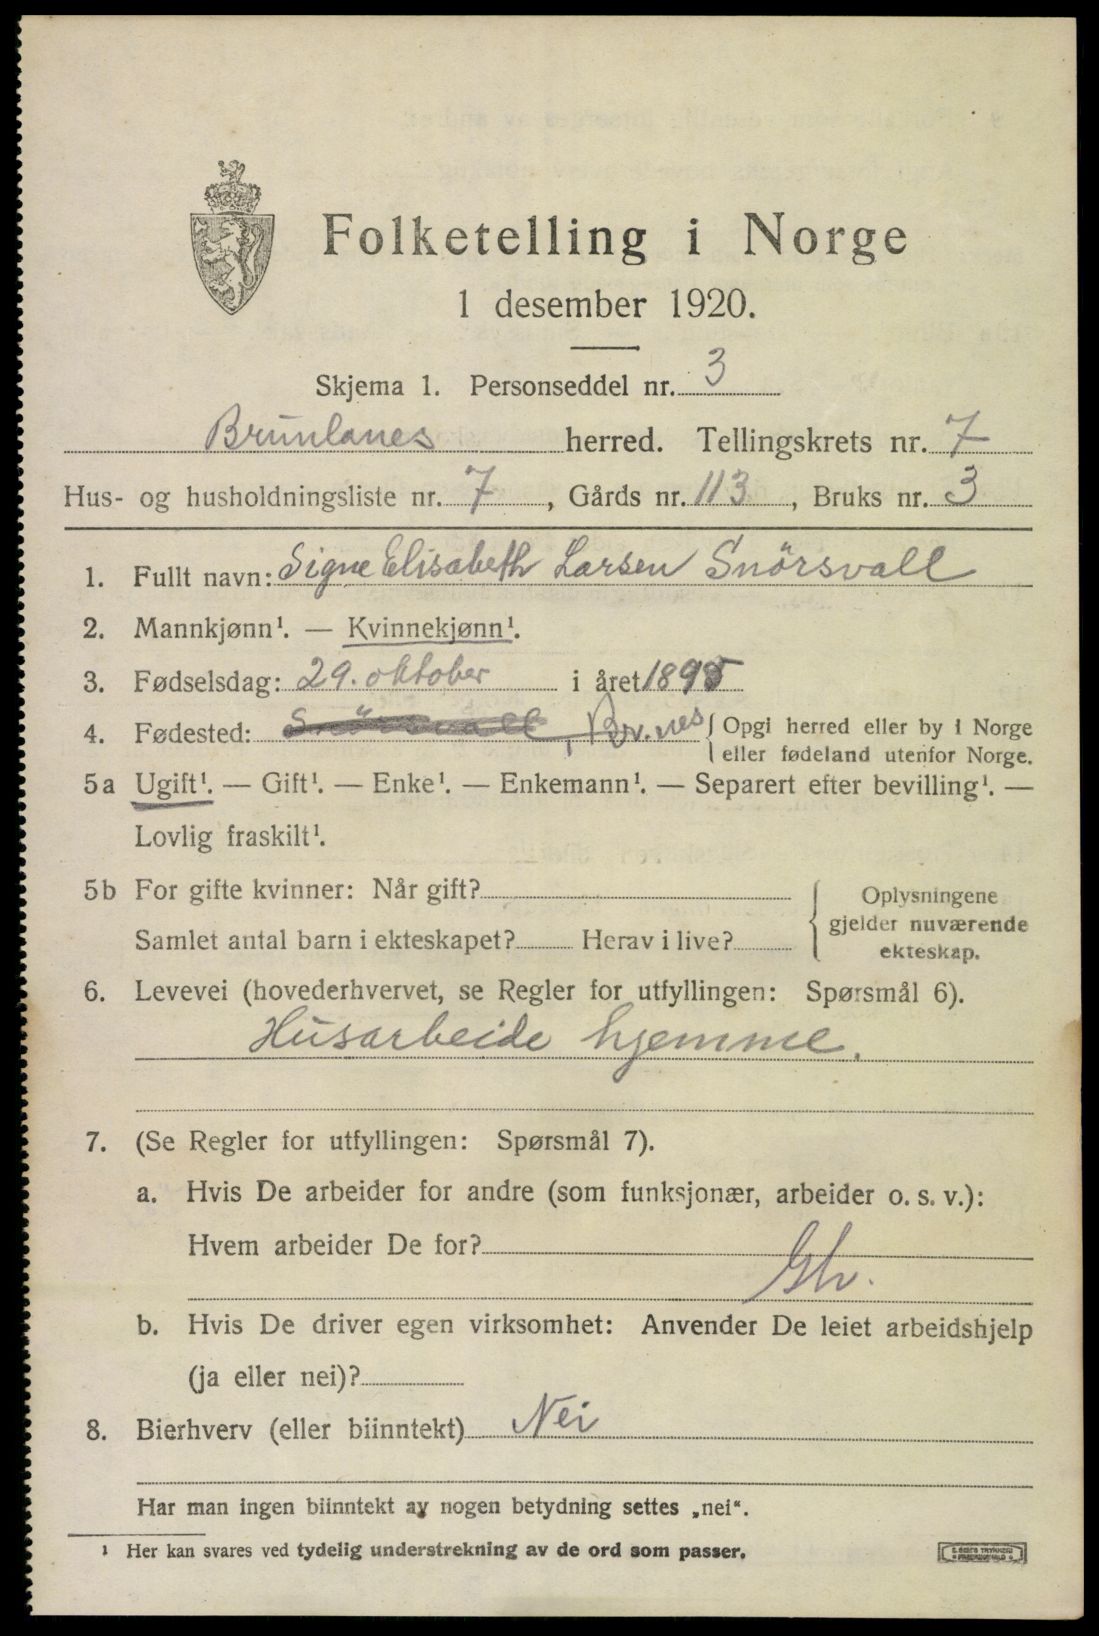 Folketelling i Norge
1 desember 1920.
Skjema 1. Personseddel nr. 3
Brunlanes herred. Tellingskrets nr. 7
Hus- og husholdningsliste nr. 7, Gårds nr. 113, Bruks nr. 3
1. Fullt navn: Signe Elisabeth Larsen Snörsvall
2. Mannkjønn¹. — Kvinnekjønn¹.
3. Fødselsdag: 29. oktober i året 1895
4. Fødested: Snörsvall, Br.nes { Opgi herred eller by i Norge
eller fødeland utenfor Norge.
5a Ugift¹. — Gift¹. — Enke¹. — Enkemann¹. — Separert efter bevilling¹. —
Lovlig fraskilt¹.
5b For gifte kvinner: Når gift?
Samlet antal barn i ekteskapet? Herav i live?
Oplysningene
gjelder nuværende
ekteskap.
6. Levevei (hovederhvervet, se Regler for utfyllingen: Spørsmål 6).
Husarbeide hjemme.
7. (Se Regler for utfyllingen: Spørsmål 7).
a. Hvis De arbeider for andre (som funksjonær, arbeider o. s. v.):
Hvem arbeider De for?
b. Hvis De driver egen virksomhet: Anvender De leiet arbeidshjelp
(ja eller nei)?
8. Bierhverv (eller biinntekt) Nei
Har man ingen biinntekt av nogen betydning settes „nei“.
¹ Her kan svares ved tydelig understrekning av de ord som passer.